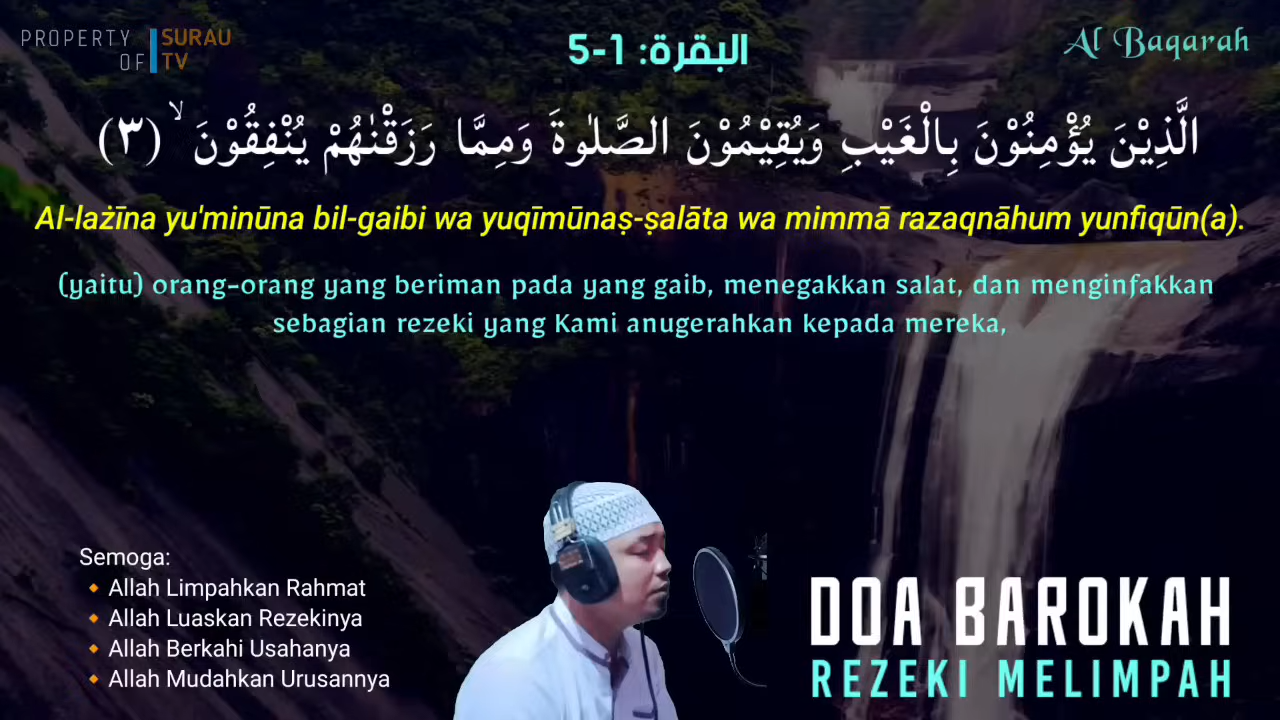 PROPERTY OF SURAU TV
البقرة: 1-5
Al Baqarah
الَّذِيْنَ يُؤْمِنُوْنَ بِالْغَيْبِ وَيُقِيْمُوْنَ الصَّلٰوةَ وَمِمَّا رَزَقْنٰهُمْ يُنْفِقُوْنَ ۙ (٣)
Al-lażīna yu'minūna bil-gaibi wa yuqīmūnaṣ-ṣalāta wa mimmā razaqnāhum yunfiqūn(a).
(yaitu) orang-orang yang beriman pada yang gaib, menegakkan salat, dan menginfakkan
sebagian rezeki yang Kami anugerahkan kepada mereka,
Semoga:
🔸Allah Limpahkan Rahmat
🔸Allah Luaskan Rezekinya
🔸Allah Berkahi Usahanya
🔸Allah Mudahkan Urusannya
DOA BAROKAH
REZEKI MELIMPAH